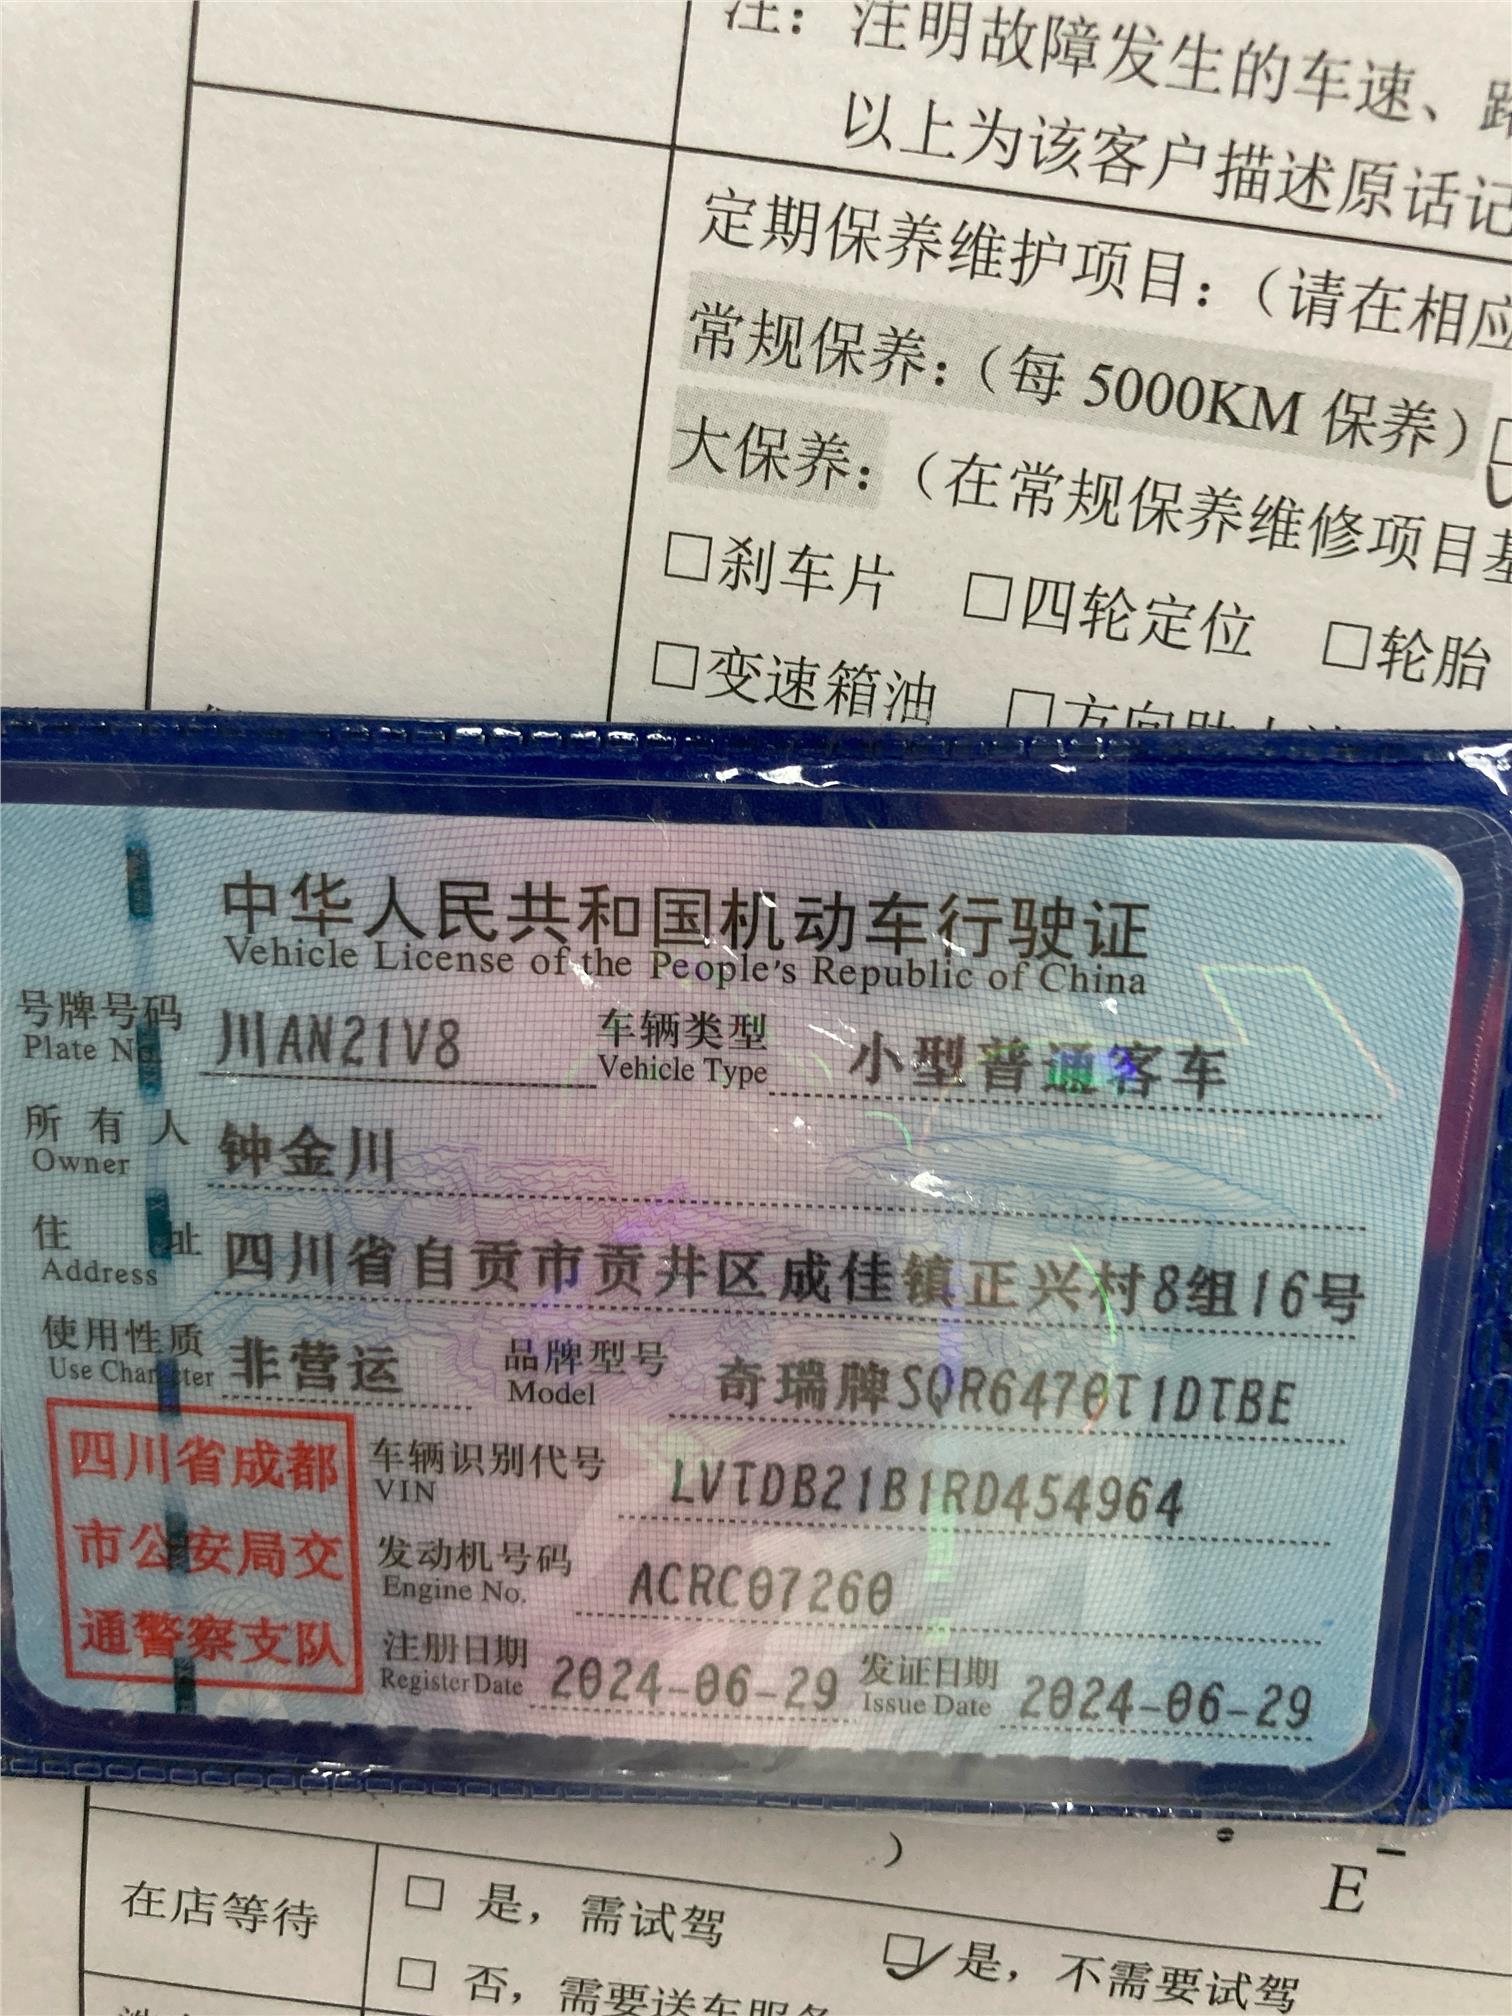 注：注明故障发生的车速、路
以上为该客户描述原话记
定期保养维护项目：（请在相应
常规保养：（每 5000KM 保养）
大保养：（在常规保养维修项目基
□刹车片 □四轮定位 □轮胎
□变速箱油 □方向助力
中华人民共和国机动车行驶证
Vehicle License of the People's Republic of China
号牌号码 川AN21V8 车辆类型 小型普通客车
Plate No. Vehicle Type
所有人 钟金川
Owner
住址 四川省自贡市贡井区成佳镇正兴村8组16号
Address
使用性质 非营运 品牌型号 奇瑞牌SQR6470T1DTBE
Use Character Model
四川省成都
市公安局交
通警察支队
车辆识别代号 LVTDB21B1RD454964
VIN
发动机号码 ACRC07260
Engine No.
注册日期 2024-06-29 发证日期 2024-06-29
Register Date Issue Date
）
E
在店等待
□ 是，需试驾
☑是，不需要试驾
□ 否，需要送车服务